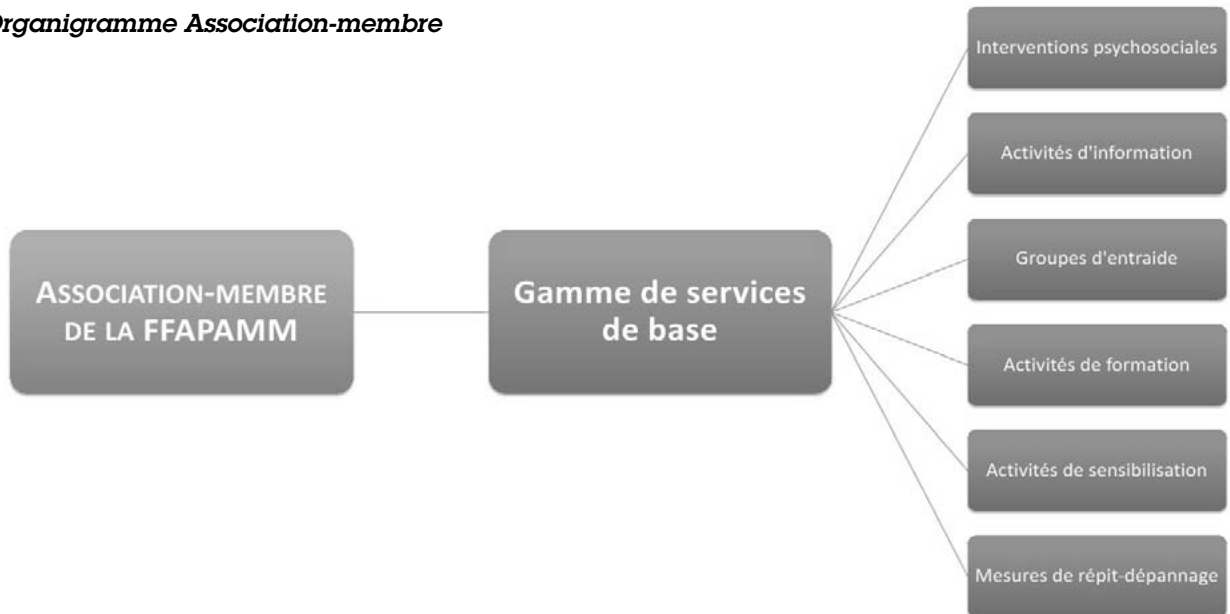 Organigramme Association-membre
ASSOCIATION-MEMBRE
DE LA FFAPAMM
Gamme de services
de base
Interventions psychosociales
Activités d'information
Groupes d'entraide
Activités de formation
Activités de sensibilisation
Mesures de répit-dépannage